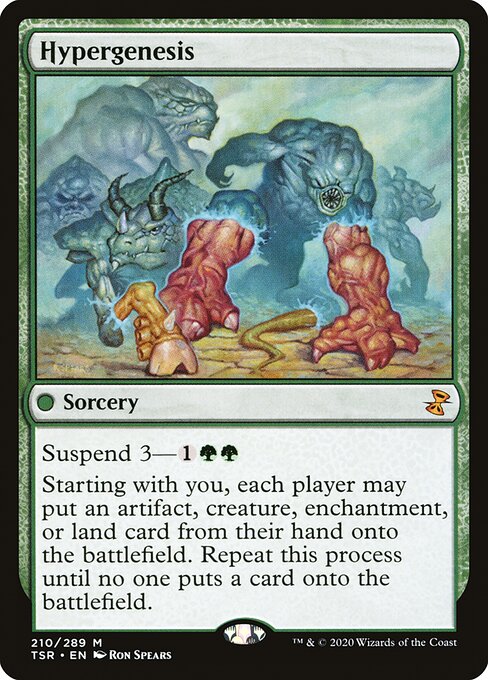 Hypergenesis
Sorcery
Suspend 3—1
Starting with you, each player may
put an artifact, creature, enchantment,
or land card from their hand onto
the battlefield. Repeat this process
until no one puts a card onto the
battlefield.
210/289 M
TSR • EN Ron Spears
™ & © 2020 Wizards of the Coast